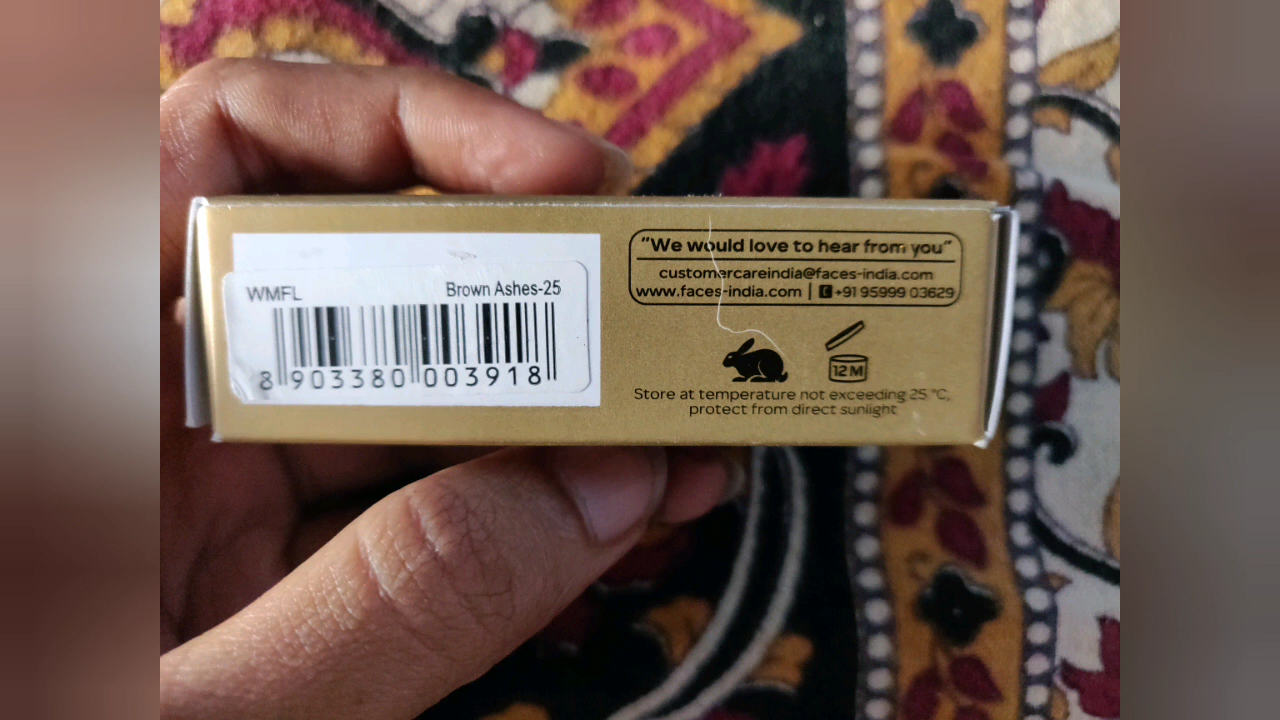 WMFL Brown Ashes-25
8 903380 003918
"We would love to hear from you"
customercareindia@faces-india.com
www.faces-india.com | +91 95999 03629
12 M
Store at temperature not exceeding 25 °C,
protect from direct sunlight